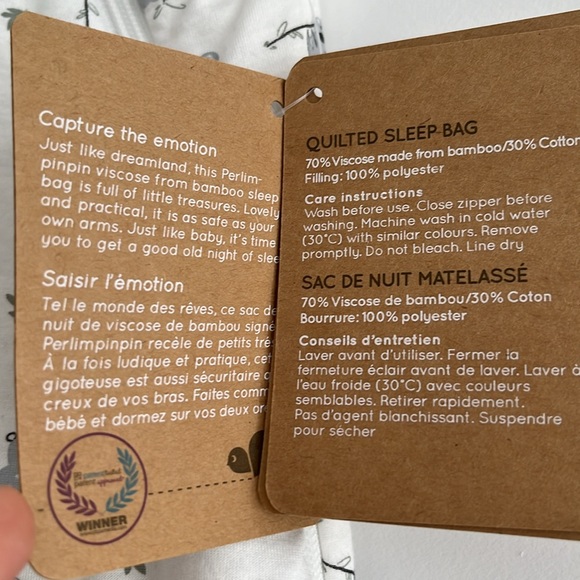 Capture the emotion
Just like dreamland, this Perlim-
pinpin viscose from bamboo sleep
bag is full of little treasures. Lovely
and practical, it is as safe as your
own arms. Just like baby, it's time
you to get a good old night of
Saisir l'émotion
Tel le monde des rêves, ce sac
nuit de viscose de bambou signé
Perlimpinpin recèle de petits
À la fois ludique et pratique,
gigoteuse est aussi sécuritaire
creux de vos bras. Faites
bébé et dormez sur vos deux
parent approved
WINNER
QUILTED SLEEP BAG
70% Viscose made from bamboo/30% Cotton
Filling: 100% polyester
Care instructions
Wash before use. Close zipper before
washing. Machine wash in cold water
(30°C) with similar colours. Remove
promptly. Do not bleach. Line dry
SAC DE NUIT MATELASSÉ
70% Viscose de bambou/30% Coton
Bourrure: 100% polyester
Conseils d'entretien
Laver avant d'utiliser. Fermer la
fermeture éclair avant de laver. Laver à
l'eau froide (30°C) avec couleurs
semblables. Retirer rapidement.
Pas d'agent blanchissant. Suspendre
pour sécher